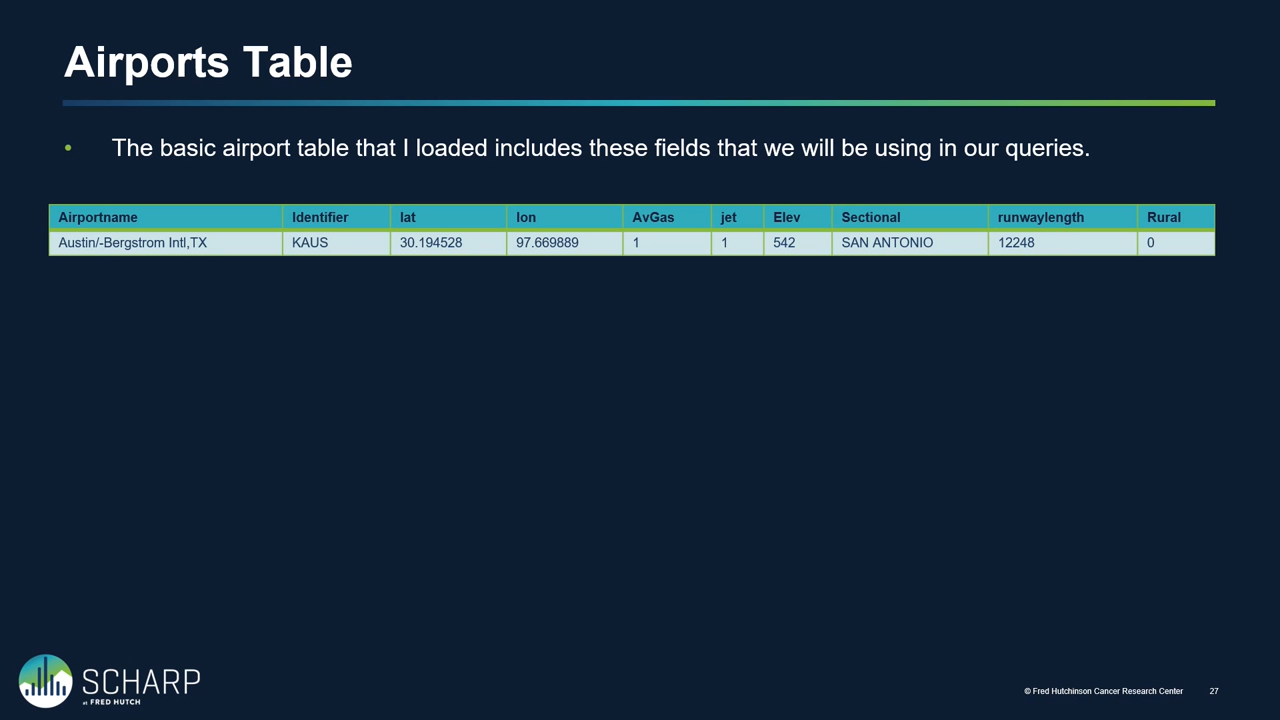 Airports Table
• The basic airport table that I loaded includes these fields that we will be using in our queries.
Airportname Identifier lat lon AvGas jet Elev Sectional runwaylength Rural
Austin/-Bergstrom Intl,TX KAUS 30.194528 97.669889 1 1 542 SAN ANTONIO 12248 0
SCHARP
at FRED HUTCH
© Fred Hutchinson Cancer Research Center 27